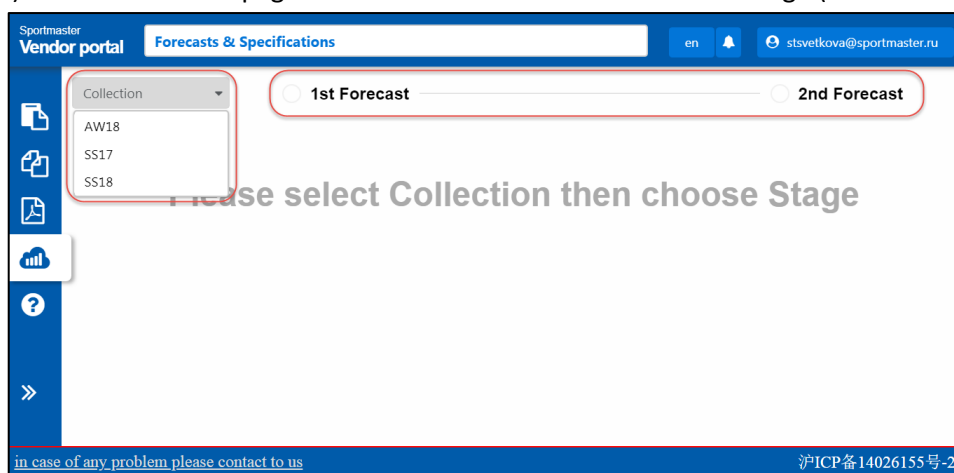 Sportmaster
Vendor portal
Forecasts & Specifications
en
stsvetkova@sportmaster.ru
Collection
1st Forecast
2nd Forecast
AW18
SS17
SS18
Please select Collection then choose Stage
in case of any problem please contact to us
沪ICP备14026155号-2